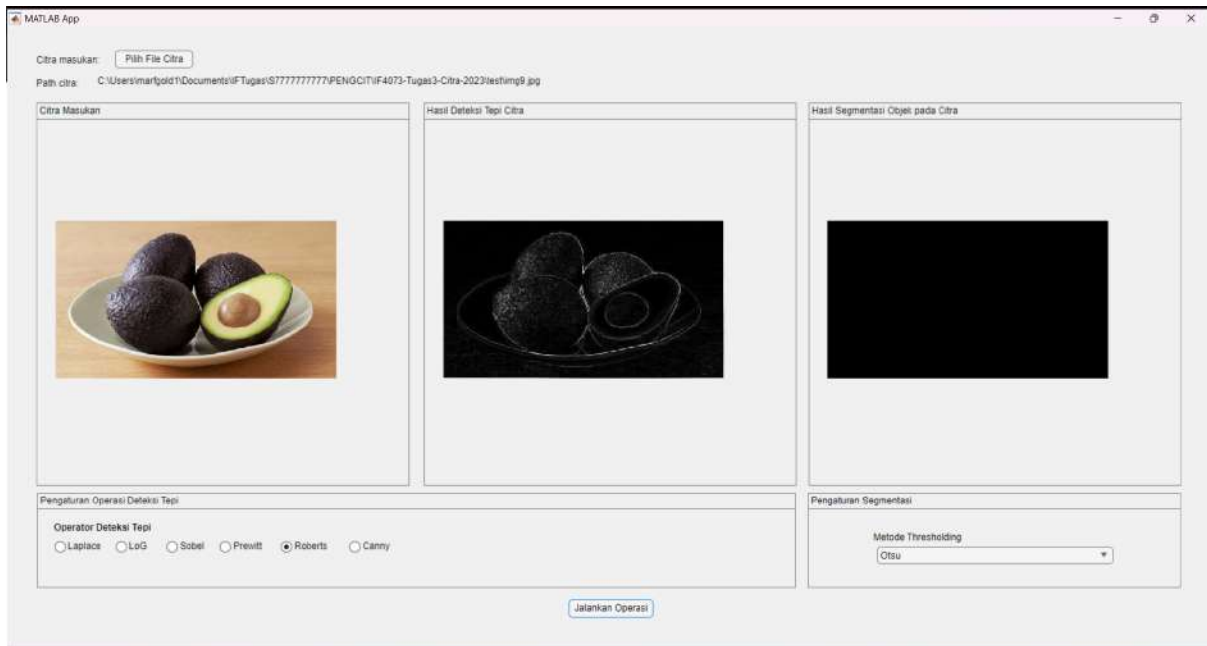 MATLAB App
Citra masukan: Pilih File Citra
Path citra: C:\Users\marfgold1\Documents\IFTugas\S7777777777\PENGCIT\IF4073-Tugas3-Citra-2023\test\img9.jpg
Citra Masukan
Hasil Deteksi Tepi Citra
Hasil Segmentasi Objek pada Citra
Pengaturan Operasi Deteksi Tepi
Operator Deteksi Tepi
Laplace LoG Sobel Prewitt Roberts Canny
Pengaturan Segmentasi
Metode Thresholding
Otsu
Jalankan Operasi